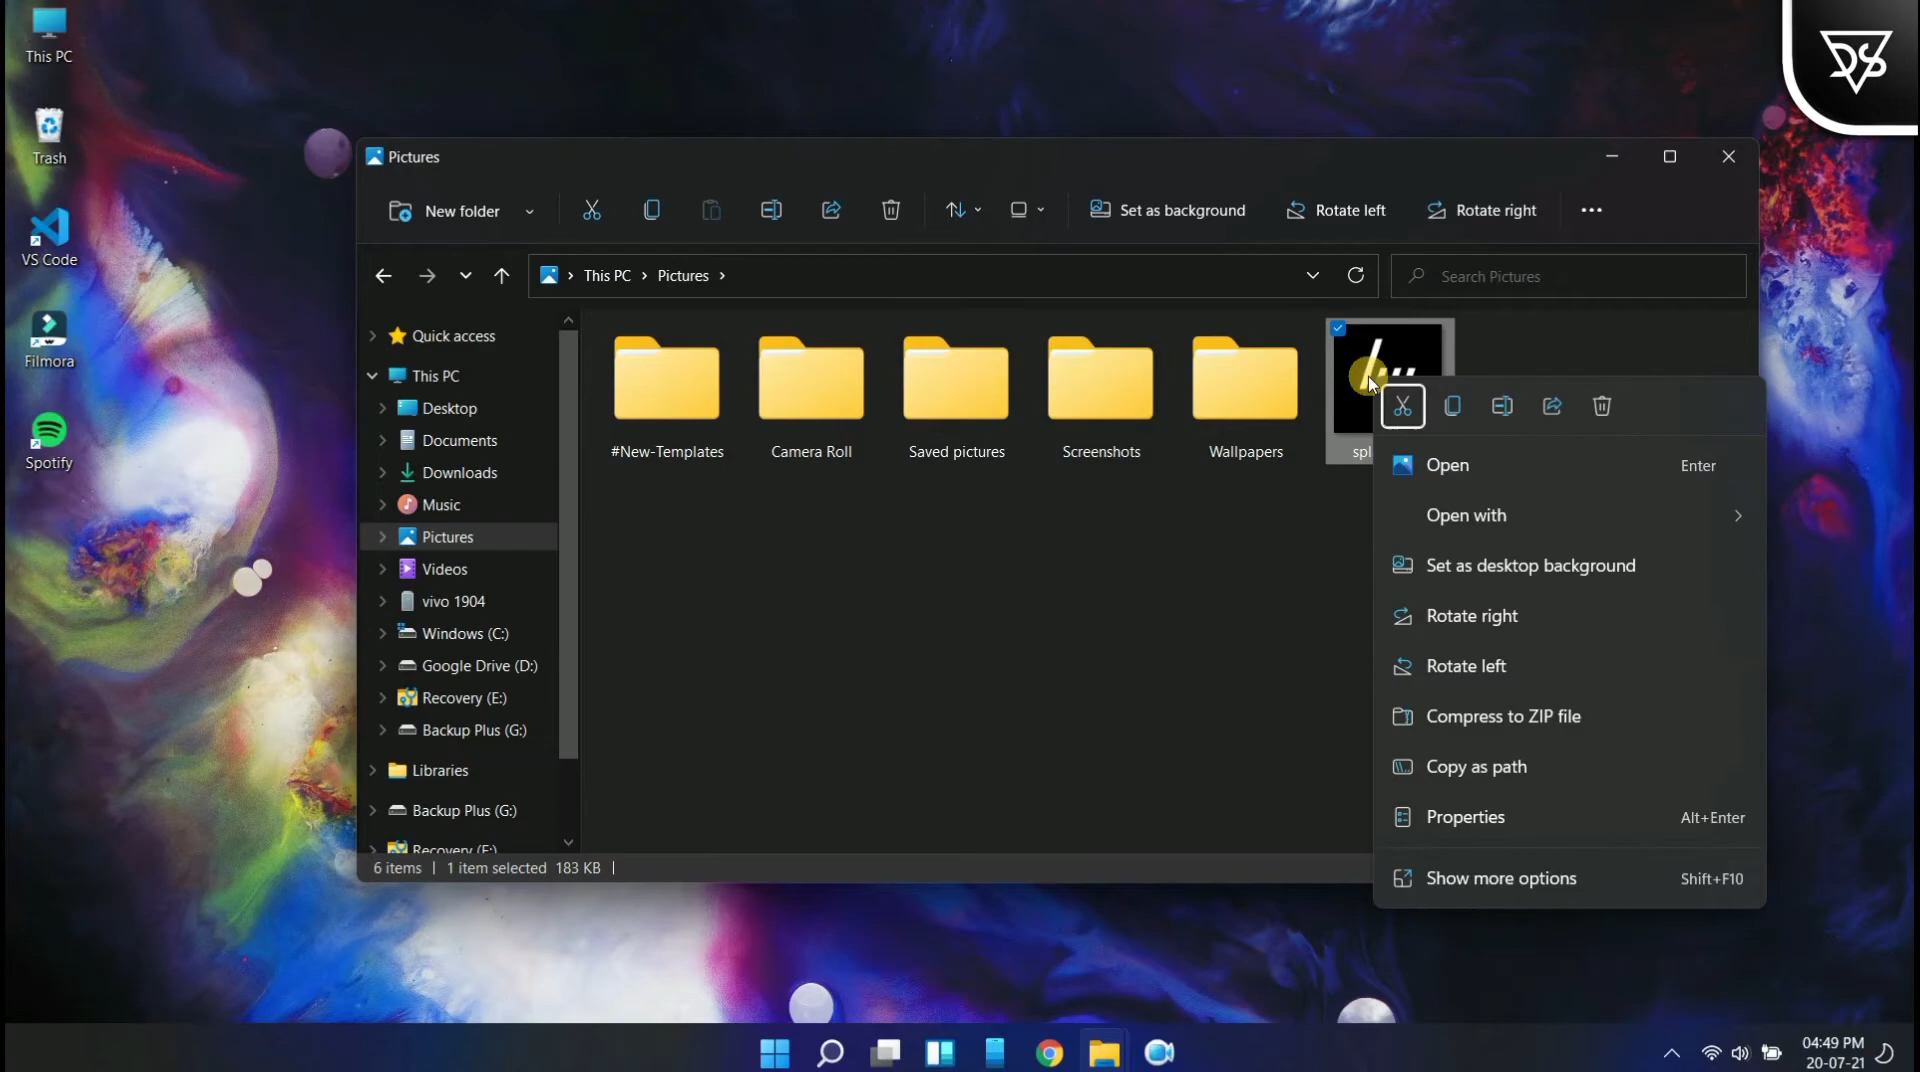 This PC
Trash
VS Code
Filmora
Spotify
DS
Pictures
New folder
Set as background
Rotate left
Rotate right
This PC
Pictures
Search Pictures
Quick access
This PC
Desktop
Documents
Downloads
Music
Pictures
Videos
vivo 1904
Windows (C:)
Google Drive (D:)
Recovery (E:)
Backup Plus (G:)
Libraries
Backup Plus (G:)
Recovery (E:)
#New-Templates
Camera Roll
Saved pictures
Screenshots
Wallpapers
spl
Open Enter
Open with
Set as desktop background
Rotate right
Rotate left
Compress to ZIP file
Copy as path
Properties Alt+Enter
Show more options Shift+F10
6 items | 1 item selected 183 KB |
04:49 PM
20-07-21